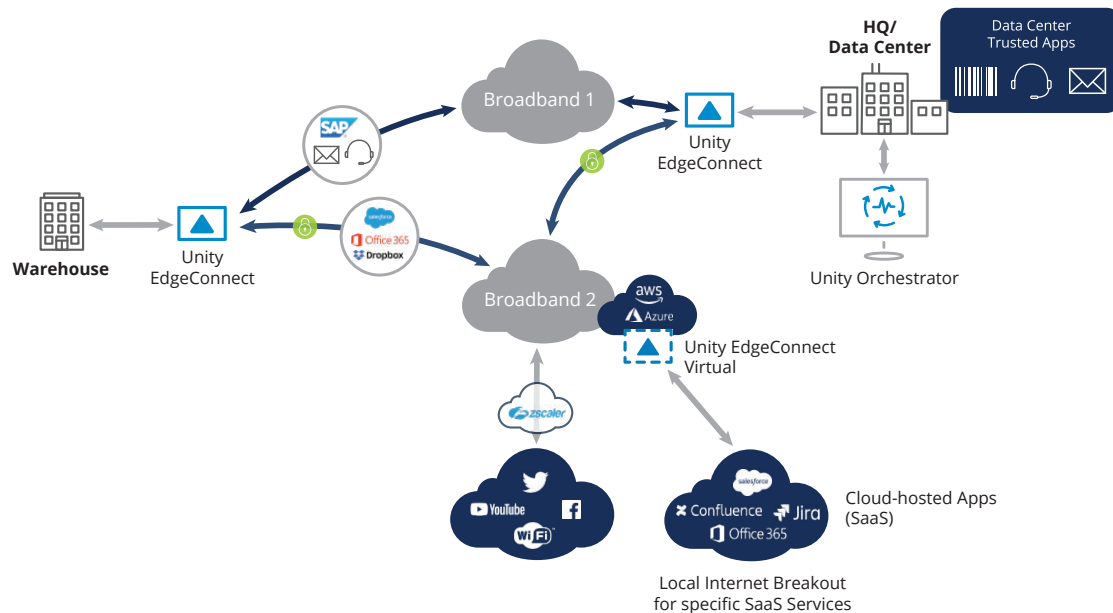 HQ/
Data Center
Data Center
Trusted Apps
Broadband 1
SAP
Unity
EdgeConnect
salesforce
Office 365
Dropbox
Warehouse
Unity
EdgeConnect
Unity Orchestrator
Broadband 2
aws
Azure
Unity EdgeConnect
Virtual
zscaler
YouTube
WiFi
salesforce
Confluence
Jira
Office 365
Cloud-hosted Apps
(SaaS)
Local Internet Breakout
for specific SaaS Services